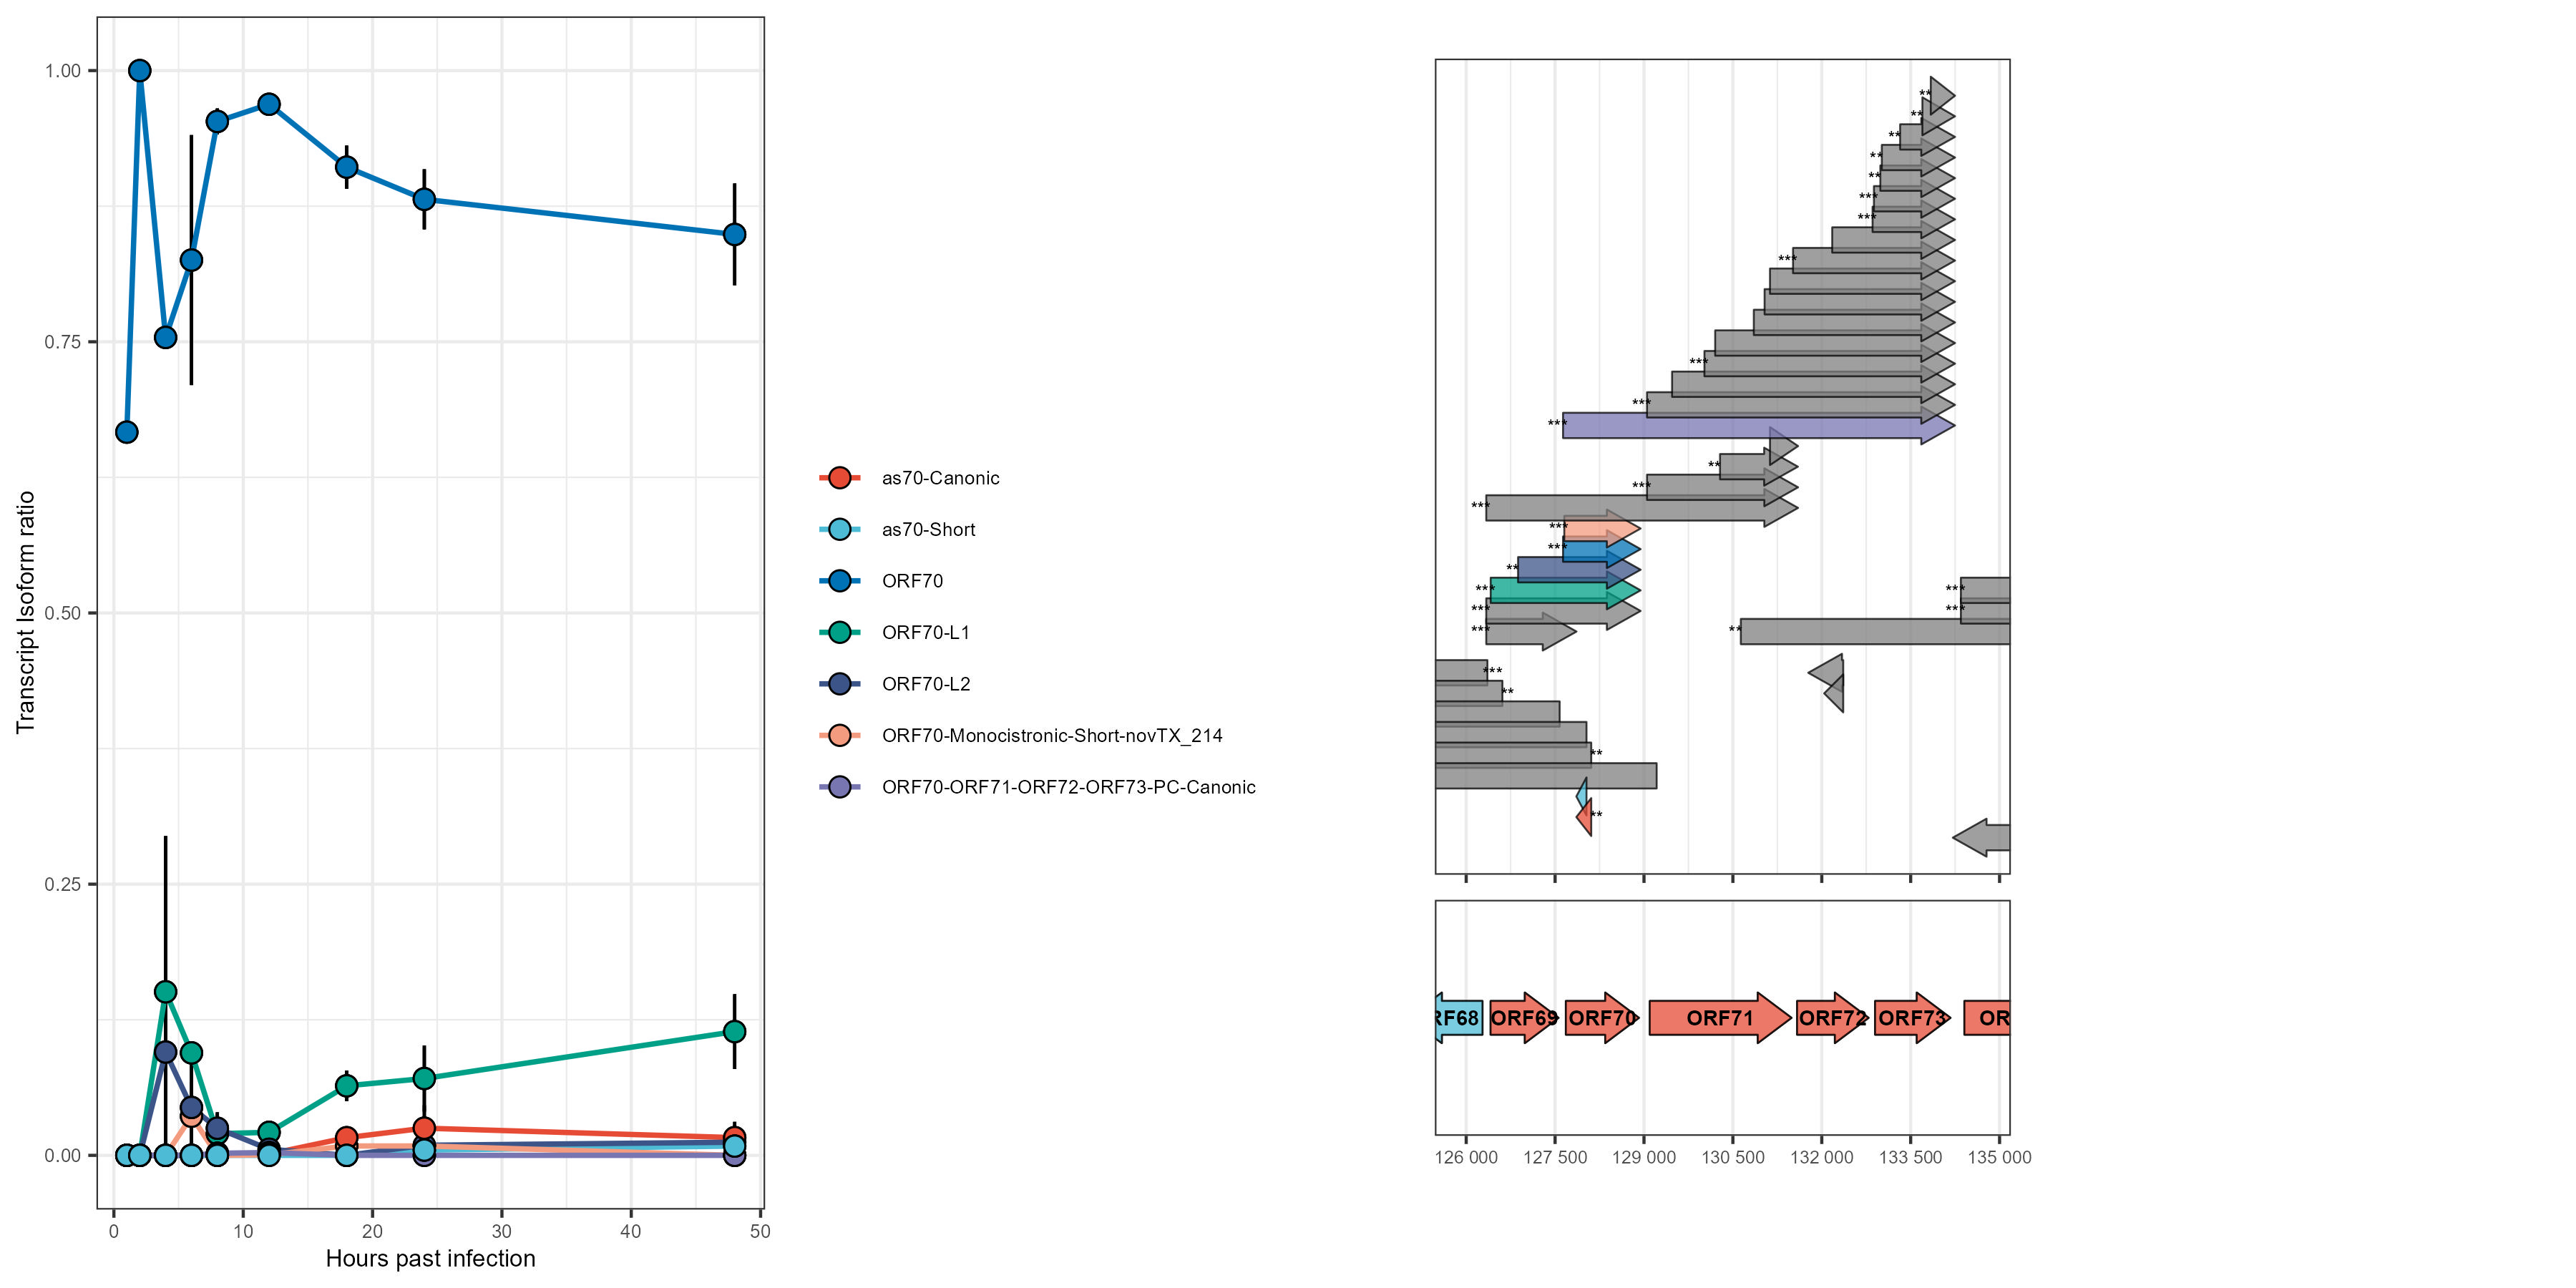 Transcript Isoform ratio
1.00
0.75
0.50
0.25
0.00
0 10 20 30 40 50
Hours past infection
as70-Canonic
as70-Short
ORF70
ORF70-L1
ORF70-L2
ORF70-Monocistronic-Short-novTX_214
ORF70-ORF71-ORF72-ORF73-PC-Canonic
**
**
**
**
**
***
***
***
***
***
***
**
***
***
***
***
**
***
***
***
***
***
**
***
**
**
**
RF68 ORF69 ORF70 ORF71 ORF72 ORF73 OR
126 000 127 500 129 000 130 500 132 000 133 500 135 000